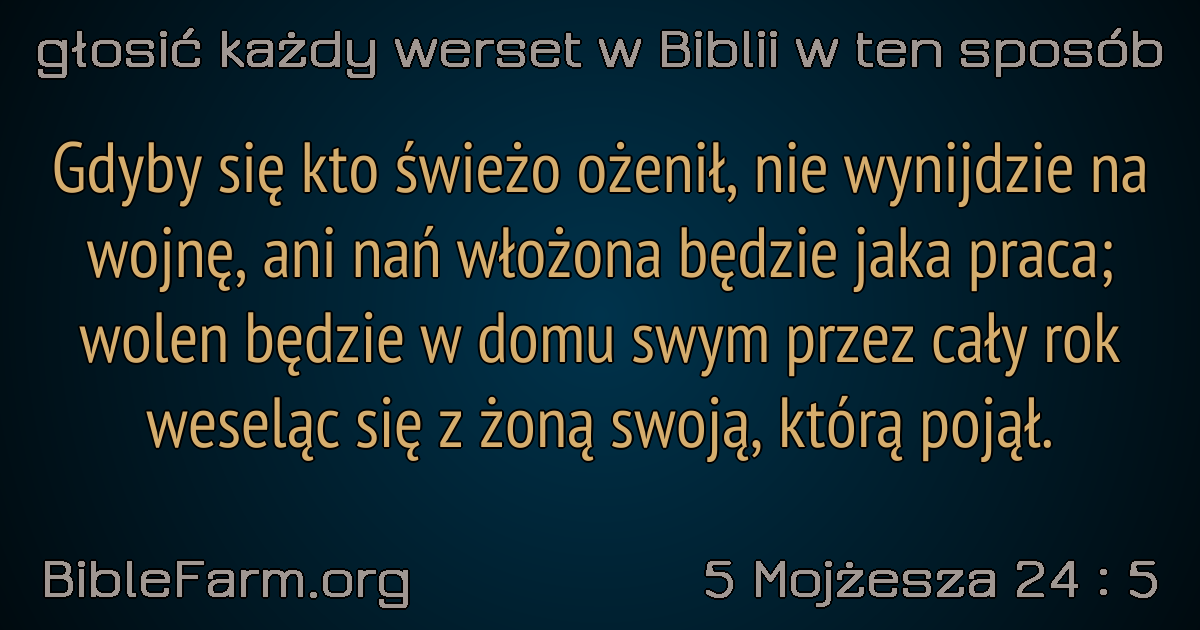 głosić każdy werset w Biblii w ten sposób
Gdyby się kto świeżo ożenił, nie wynijdzie na
wojnę, ani nań włożona będzie jaka praca;
wolen będzie w domu swym przez cały rok
weseląc się z żoną swoją, którą pojął.
BibleFarm.org
5 Mojżesza 24 : 5